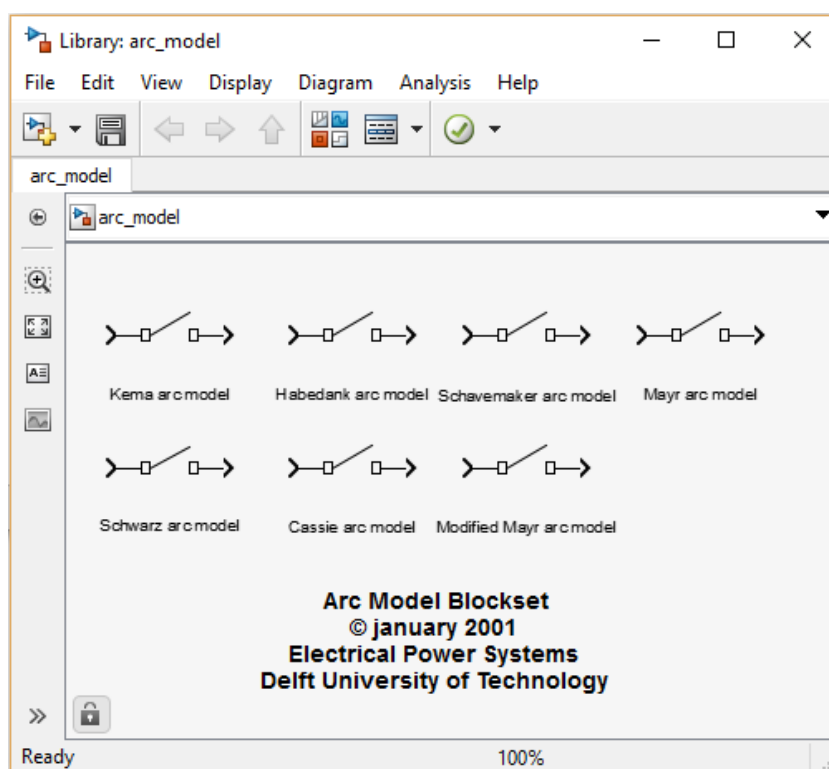 Library: arc_model
File Edit View Display Diagram Analysis Help
arc_model
arc_model
Kema arc model Habedank arc model Schavemaker arc model Mayr arc model
Schwarz arc model Cassie arc model Modified Mayr arc model
Arc Model Blockset
© january 2001
Electrical Power Systems
Delft University of Technology
Ready 100%